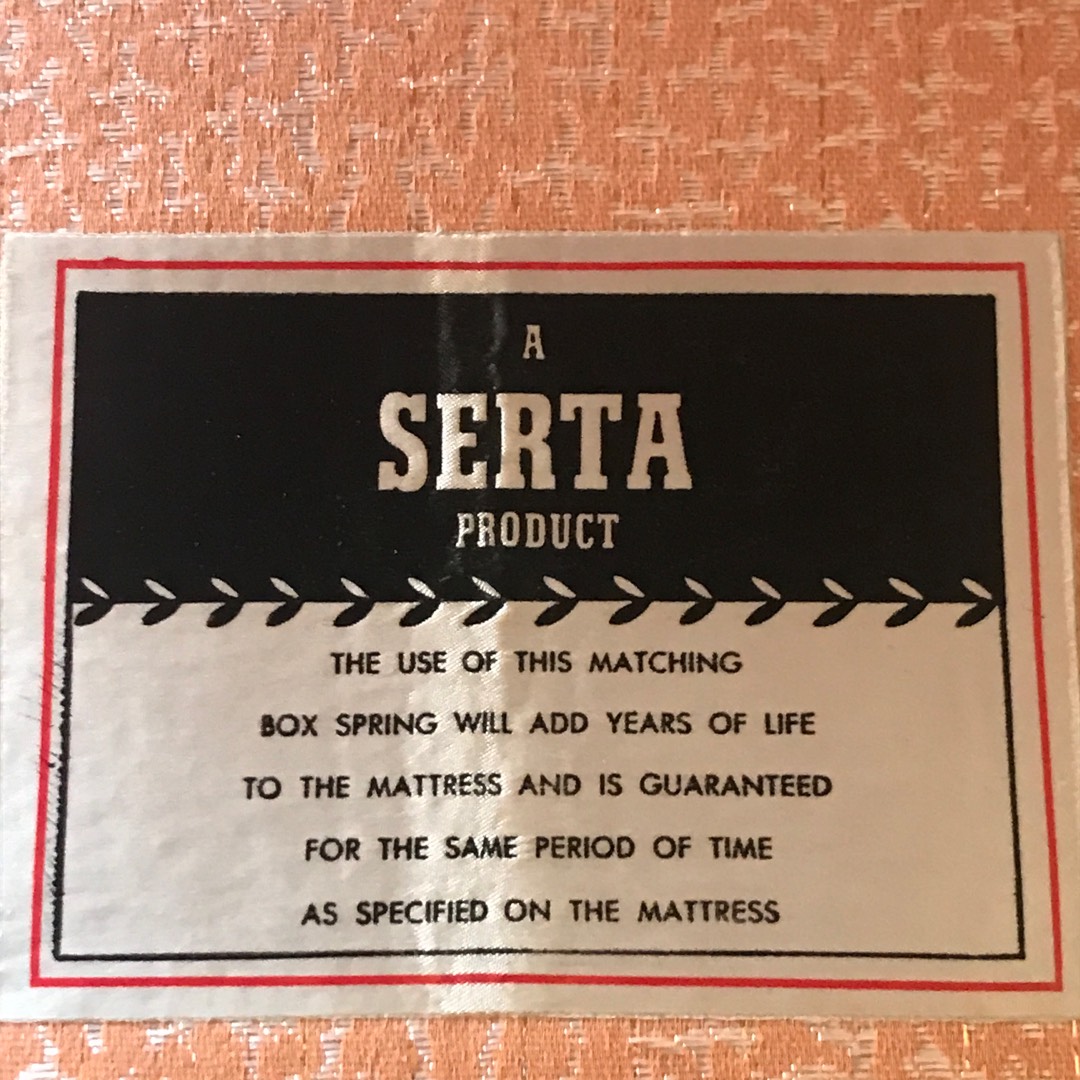 A
SERTA
PRODUCT
THE USE OF THIS MATCHING
BOX SPRING WILL ADD YEARS OF LIFE
TO THE MATTRESS AND IS GUARANTEED
FOR THE SAME PERIOD OF TIME
AS SPECIFIED ON THE MATTRESS